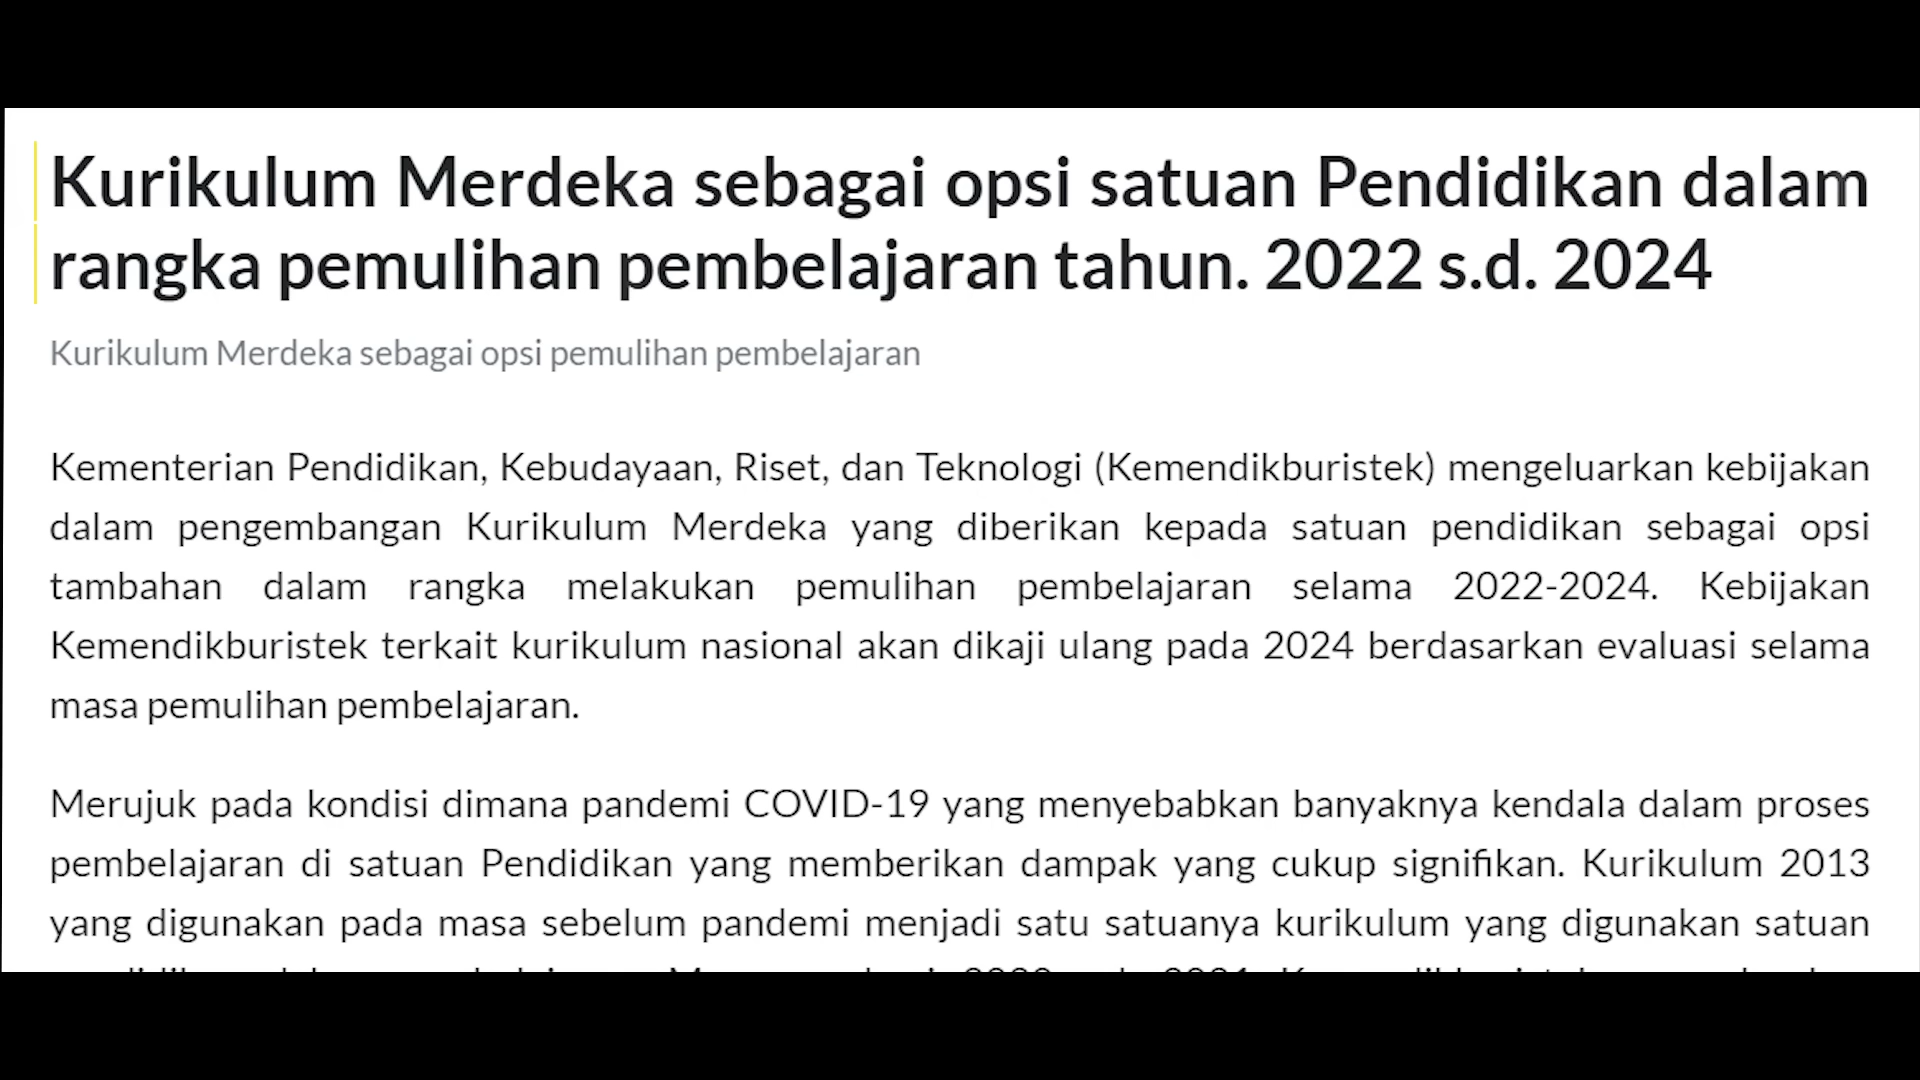 Kurikulum Merdeka sebagai opsi satuan Pendidikan dalam
rangka pemulihan pembelajaran tahun. 2022 s.d. 2024
Kurikulum Merdeka sebagai opsi pemulihan pembelajaran
Kementerian Pendidikan, Kebudayaan, Riset, dan Teknologi (Kemendikburistek) mengeluarkan kebijakan
dalam pengembangan Kurikulum Merdeka yang diberikan kepada satuan pendidikan sebagai opsi
tambahan dalam rangka melakukan pemulihan pembelajaran selama 2022-2024. Kebijakan
Kemendikburistek terkait kurikulum nasional akan dikaji ulang pada 2024 berdasarkan evaluasi selama
masa pemulihan pembelajaran.
Merujuk pada kondisi dimana pandemi COVID-19 yang menyebabkan banyaknya kendala dalam proses
pembelajaran di satuan Pendidikan yang memberikan dampak yang cukup signifikan. Kurikulum 2013
yang digunakan pada masa sebelum pandemi menjadi satu satuanya kurikulum yang digunakan satuan